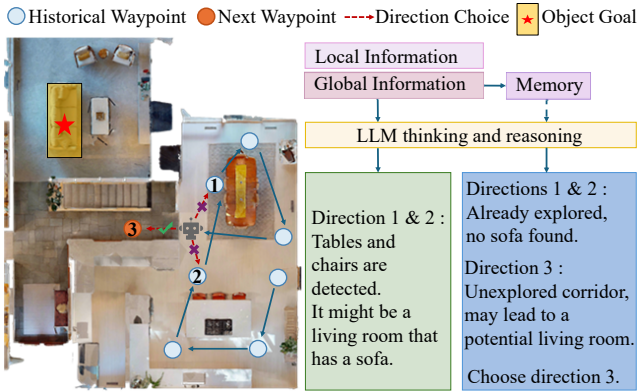 Historical Waypoint Next Waypoint Direction Choice Object Goal
Local Information
Global Information
Memory
LLM thinking and reasoning
1
3
2
Direction 1 & 2 :
Tables and
chairs are
detected.
It might be a
living room that
has a sofa.
Directions 1 & 2 :
Already explored,
no sofa found.
Direction 3 :
Unexplored corridor,
may lead to a
potential living room.
Choose direction 3.